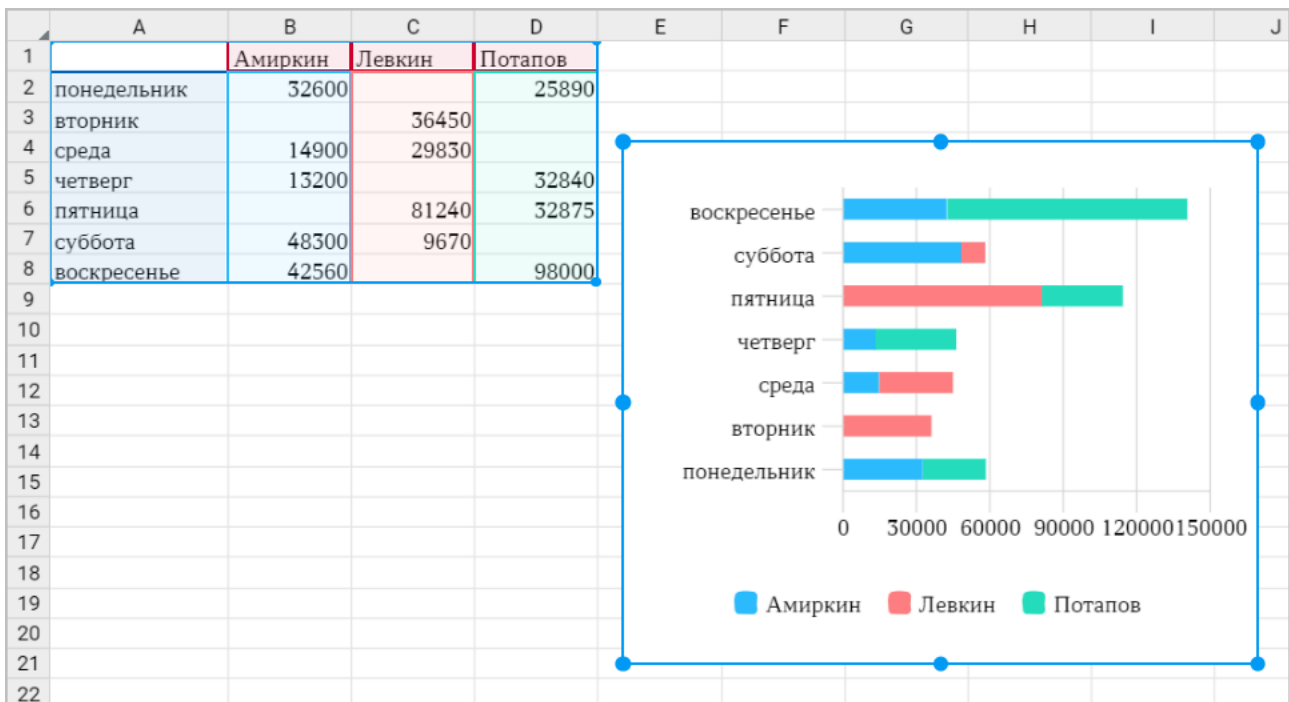 A B C D E F G H I J
1 Амиркин Левкин Потапов
2 понедельник 32600 25890
3 вторник 36450
4 среда 14900 29830
5 четверг 13200 32840
6 пятница 81240 32875
7 суббота 48300 9670
8 воскресенье 42560 98000
9
10
11
12
13
14
15
16
17
18
19
20
21
22
воскресенье
суббота
пятница
четверг
среда
вторник
понедельник
0 30000 60000 90000 120000 150000
Амиркин Левкин Потапов